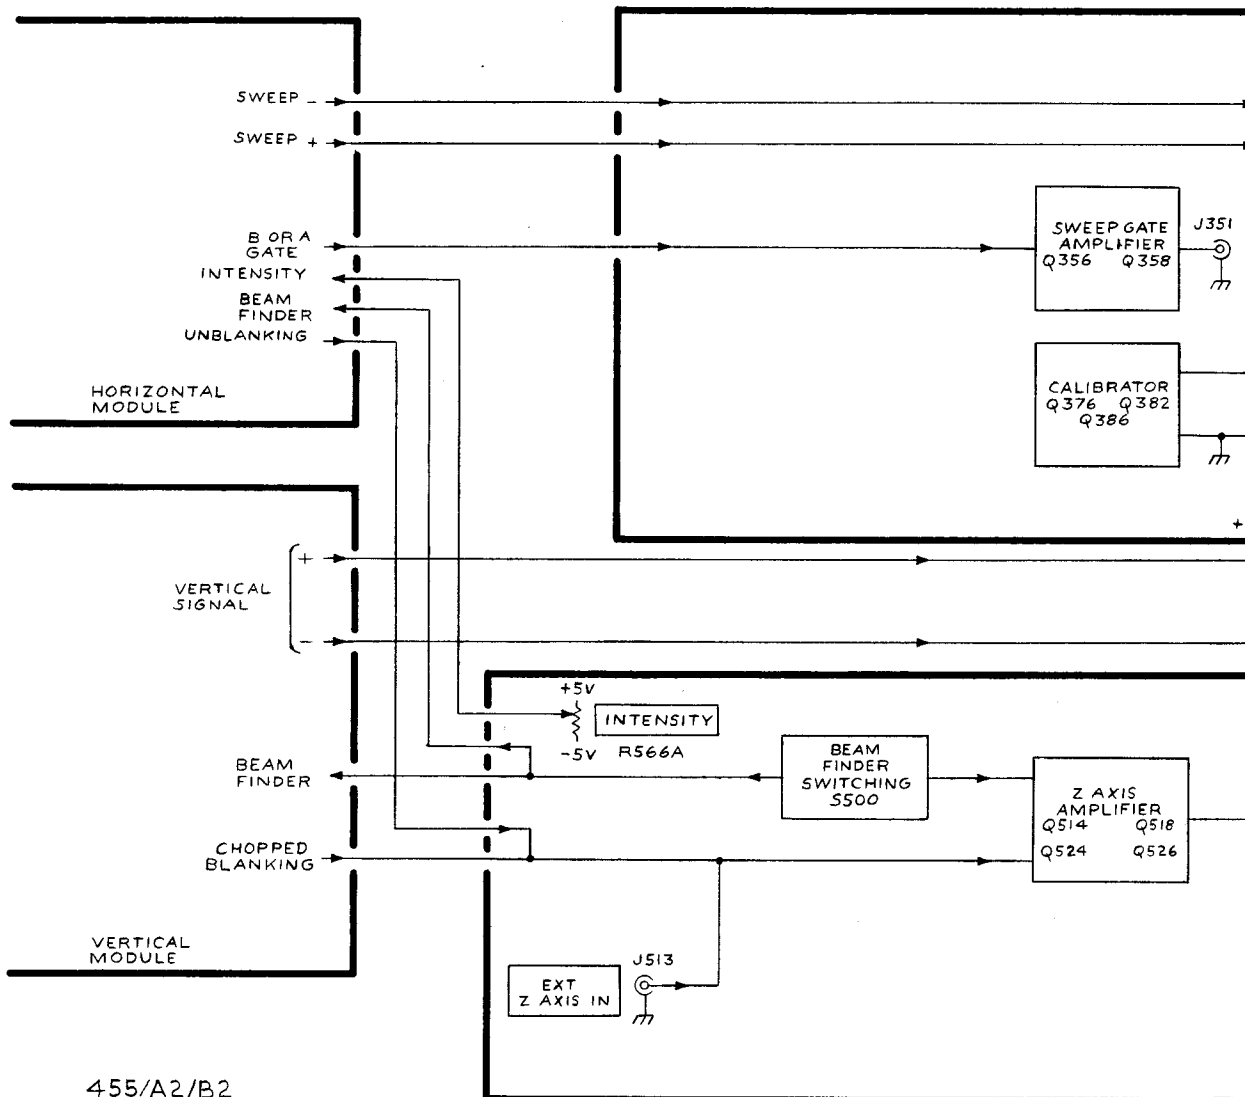 SWEEP -
SWEEP +
B OR A
GATE
INTENSITY
BEAM
FINDER
UNBLANKING
HORIZONTAL
MODULE
SWEEP GATE
AMPLIFIER
Q356 Q358
J351
CALIBRATOR
Q376 Q382
Q386
+
+
VERTICAL
SIGNAL
-
+5V
INTENSITY
-5V R566A
BEAM
FINDER
BEAM
FINDER
SWITCHING
S500
Z AXIS
AMPLIFIER
Q514 Q518
Q524 Q526
CHOPPED
BLANKING
VERTICAL
MODULE
J513
EXT
Z AXIS IN
455/A2/B2